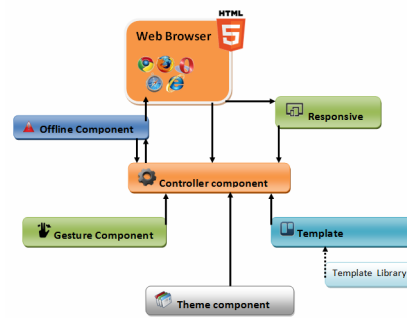 HTML
5
Web Browser
Responsive
Offline Component
Controller component
Gesture Component
Template
Template Library
Theme component